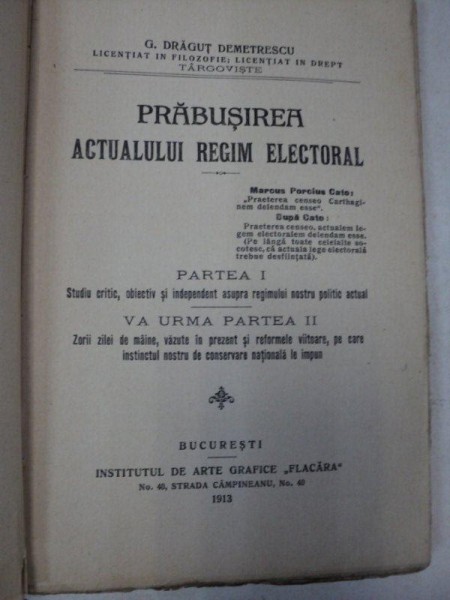 G. DRĂGUȚ DEMETRESCU
LICENȚIAT IN FILOZOFIE; LICENȚIAT IN DREPT
TÂRGOVIȘTE
PRĂBUȘIREA
ACTUALULUI REGIM ELECTORAL
Marcus Porcius Cato:
„Praeterea censeo Carthagi-
nem delendam esse“.
După Cato:
Praeterea censeo, actualem le-
gem electoralem delendam esse.
(Pe lângă toate celelalte so-
cotesc, că actuala lege electorală
trebue desființată).
PARTEA I
Studiu critic, obiectiv și independent asupra regimului nostru politic actual
VA URMA PARTEA II
Zorii zilei de mâine, văzute în prezent și reformele viitoare, pe care
instinctul nostru de conservare națională le impun
BUCUREȘTI
INSTITUTUL DE ARTE GRAFICE „FLACĂRA“
No. 40, STRADA CÂMPINEANU, No. 40
1913